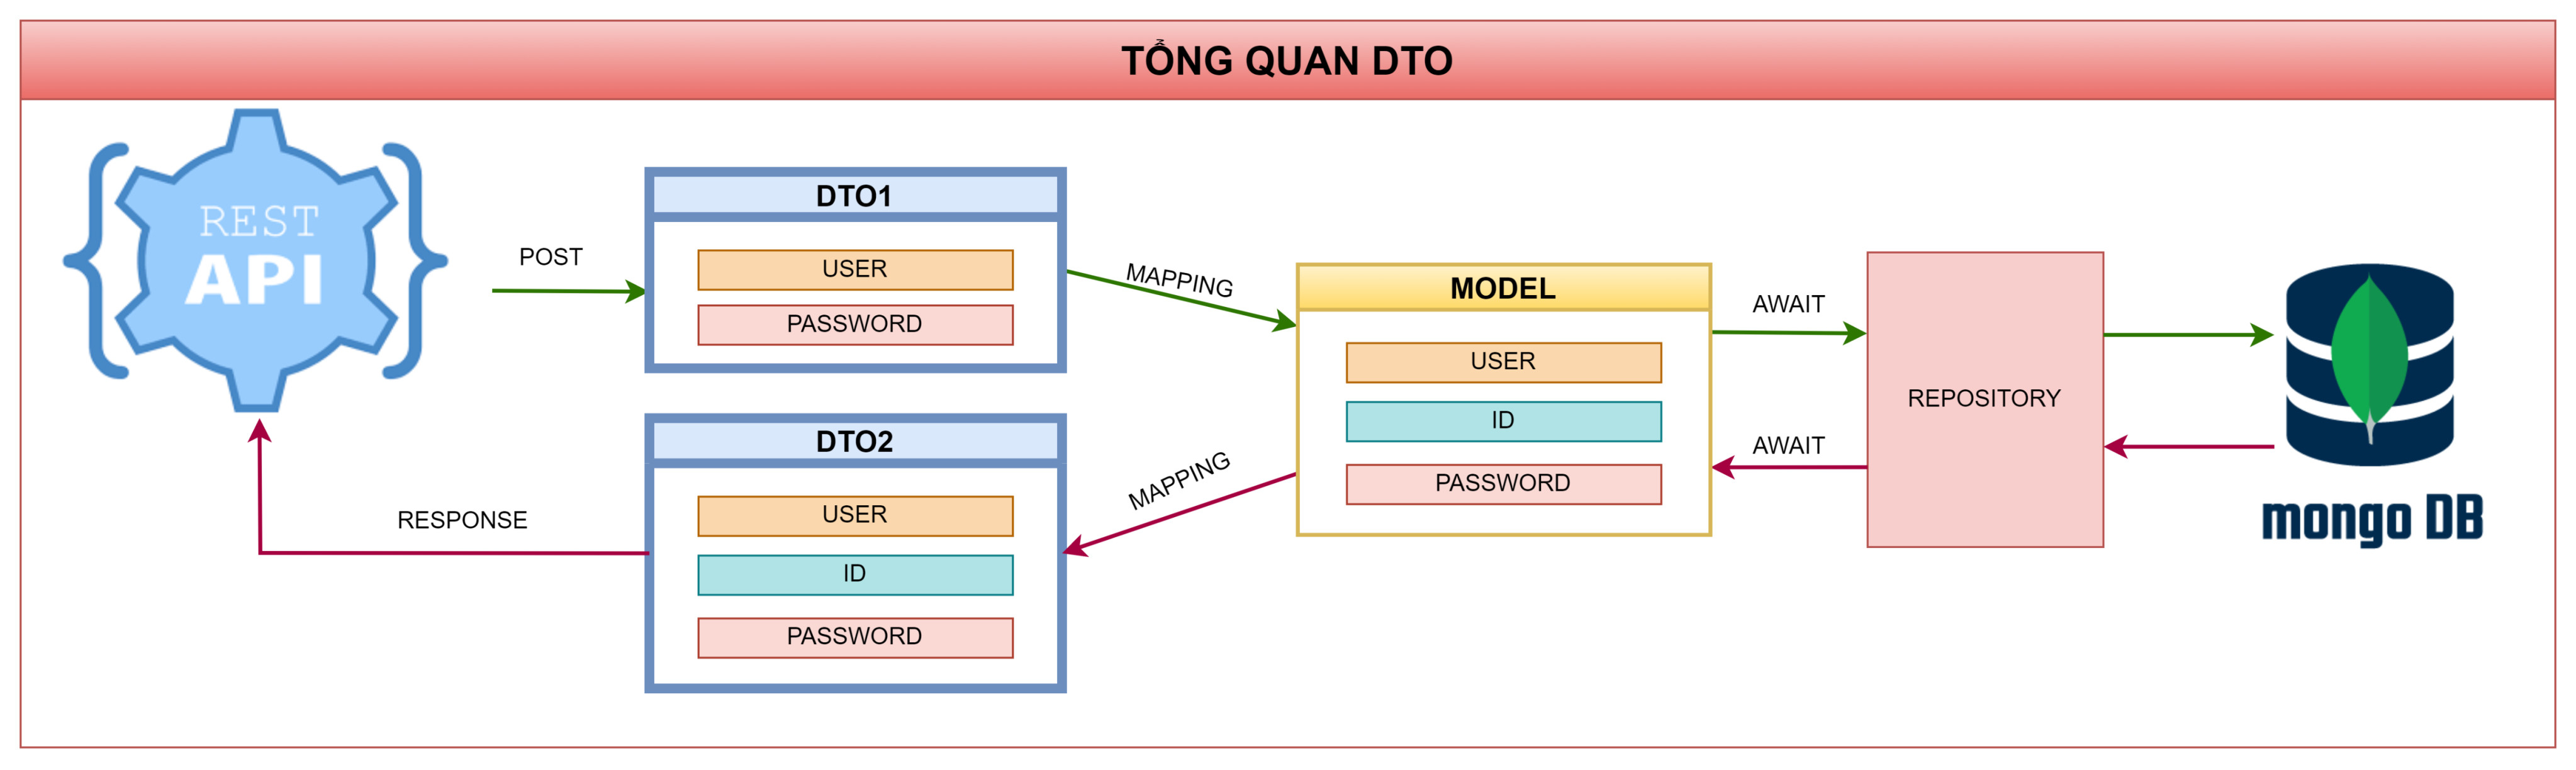 TỔNG QUAN DTO
REST
API
POST
DTO1
USER
PASSWORD
MAPPING
MODEL
USER
ID
PASSWORD
AWAIT
AWAIT
REPOSITORY
mongo DB
MAPPING
DTO2
USER
ID
PASSWORD
RESPONSE